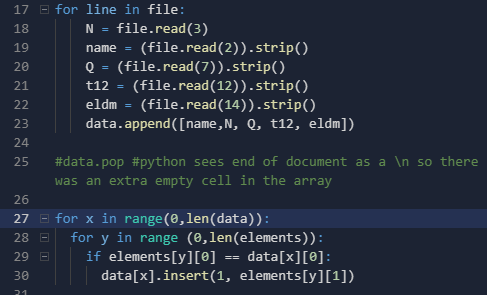 17 for line in file:
18 N = file.read(3)
19 name = (file.read(2)).strip()
20 Q = (file.read(7)).strip()
21 t12 = (file.read(12)).strip()
22 eldm = (file.read(14)).strip()
23 data.append([name,N, Q, t12, eldm])
24
25 #data.pop #python sees end of document as a \n so there
was an extra empty cell in the array
26
27 for x in range(0,len(data)):
28 for y in range (0,len(elements)):
29 if elements[y][0] == data[x][0]:
30 data[x].insert(1, elements[y][1])
31